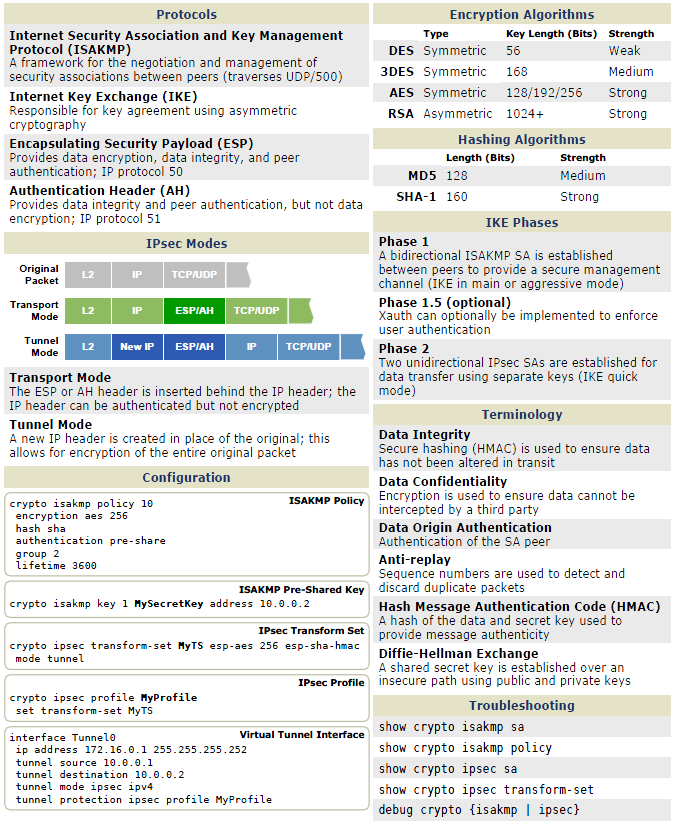 Protocols
Internet Security Association and Key Management
Protocol (ISAKMP)
A framework for the negotiation and management of
security associations between peers (traverses UDP/500)
Internet Key Exchange (IKE)
Responsible for key agreement using asymmetric
cryptography
Encapsulating Security Payload (ESP)
Provides data encryption, data integrity, and peer
authentication; IP protocol 50
Authentication Header (AH)
Provides data integrity and peer authentication, but not data
encryption; IP protocol 51
IPsec Modes
Original
Packet
L2 IP TCP/UDP
Transport
Mode
L2 IP ESP/AH TCP/UDP
Tunnel
Mode
L2 New IP ESP/AH IP TCP/UDP
Transport Mode
The ESP or AH header is inserted behind the IP header; the
IP header can be authenticated but not encrypted
Tunnel Mode
A new IP header is created in place of the original; this
allows for encryption of the entire original packet
Configuration
ISAKMP Policy
crypto isakmp policy 10
encryption aes 256
hash sha
authentication pre-share
group 2
lifetime 3600
ISAKMP Pre-Shared Key
crypto isakmp key 1 MySecretKey address 10.0.0.2
IPsec Transform Set
crypto ipsec transform-set MyTS esp-aes 256 esp-sha-hmac
mode tunnel
IPsec Profile
crypto ipsec profile MyProfile
set transform-set MyTS
Virtual Tunnel Interface
interface Tunnel0
ip address 172.16.0.1 255.255.255.252
tunnel source 10.0.0.1
tunnel destination 10.0.0.2
tunnel mode ipsec ipv4
tunnel protection ipsec profile MyProfile
Encryption Algorithms
Type Key Length (Bits) Strength
DES Symmetric 56 Weak
3DES Symmetric 168 Medium
AES Symmetric 128/192/256 Strong
RSA Asymmetric 1024+ Strong
Hashing Algorithms
Length (Bits) Strength
MD5 128 Medium
SHA-1 160 Strong
IKE Phases
Phase 1
A bidirectional ISAKMP SA is established
between peers to provide a secure management
channel (IKE in main or aggressive mode)
Phase 1.5 (optional)
Xauth can optionally be implemented to enforce
user authentication
Phase 2
Two unidirectional IPsec SAs are established for
data transfer using separate keys (IKE quick
mode)
Terminology
Data Integrity
Secure hashing (HMAC) is used to ensure data
has not been altered in transit
Data Confidentiality
Encryption is used to ensure data cannot be
intercepted by a third party
Data Origin Authentication
Authentication of the SA peer
Anti-replay
Sequence numbers are used to detect and
discard duplicate packets
Hash Message Authentication Code (HMAC)
A hash of the data and secret key used to
provide message authenticity
Diffie-Hellman Exchange
A shared secret key is established over an
insecure path using public and private keys
Troubleshooting
show crypto isakmp sa
show crypto isakmp policy
show crypto ipsec sa
show crypto ipsec transform-set
debug crypto {isakmp | ipsec}